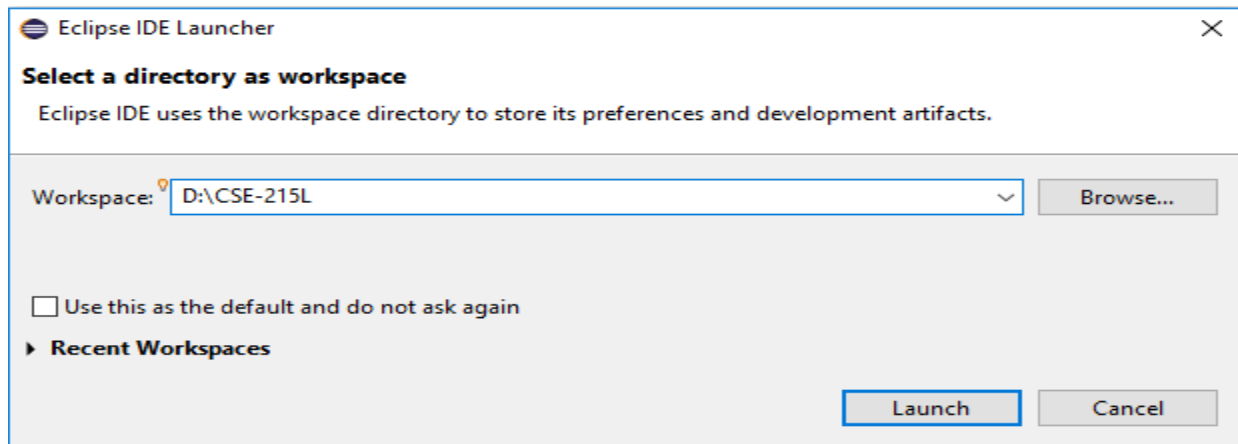 Eclipse IDE Launcher
Select a directory as workspace
Eclipse IDE uses the workspace directory to store its preferences and development artifacts.
Workspace: D:\CSE-215L Browse...
Use this as the default and do not ask again
Recent Workspaces
Launch Cancel